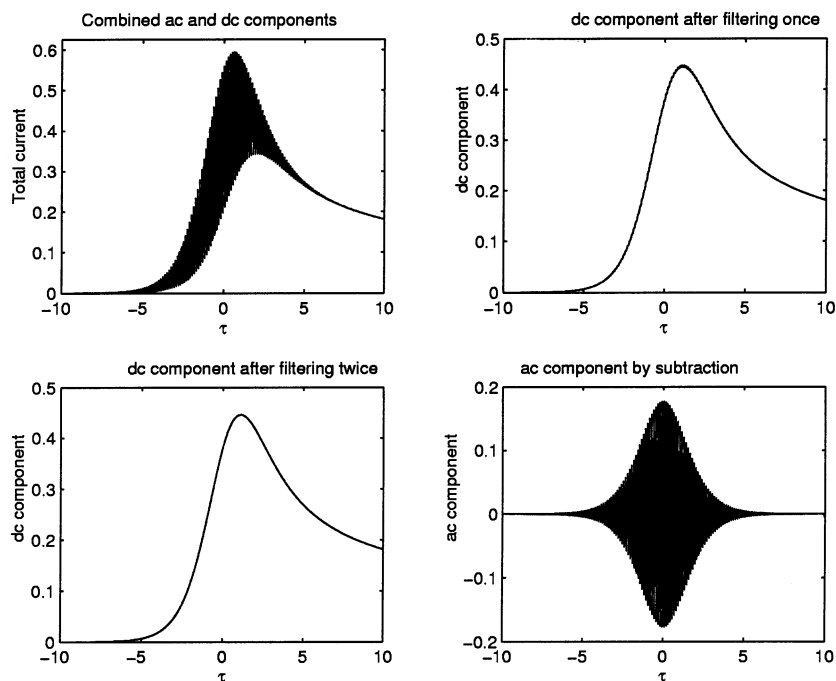 Combined ac and dc components
Total current
0.6
0.5
0.4
0.3
0.2
0.1
0
−10 −5 0 5 10
τ
dc component after filtering once
dc component
0.5
0.4
0.3
0.2
0.1
0
−10 −5 0 5 10
τ
dc component after filtering twice
dc component
0.5
0.4
0.3
0.2
0.1
0
−10 −5 0 5 10
τ
ac component by subtraction
ac component
0.2
0.1
0
−0.1
−0.2
−10 −5 0 5 10
τ